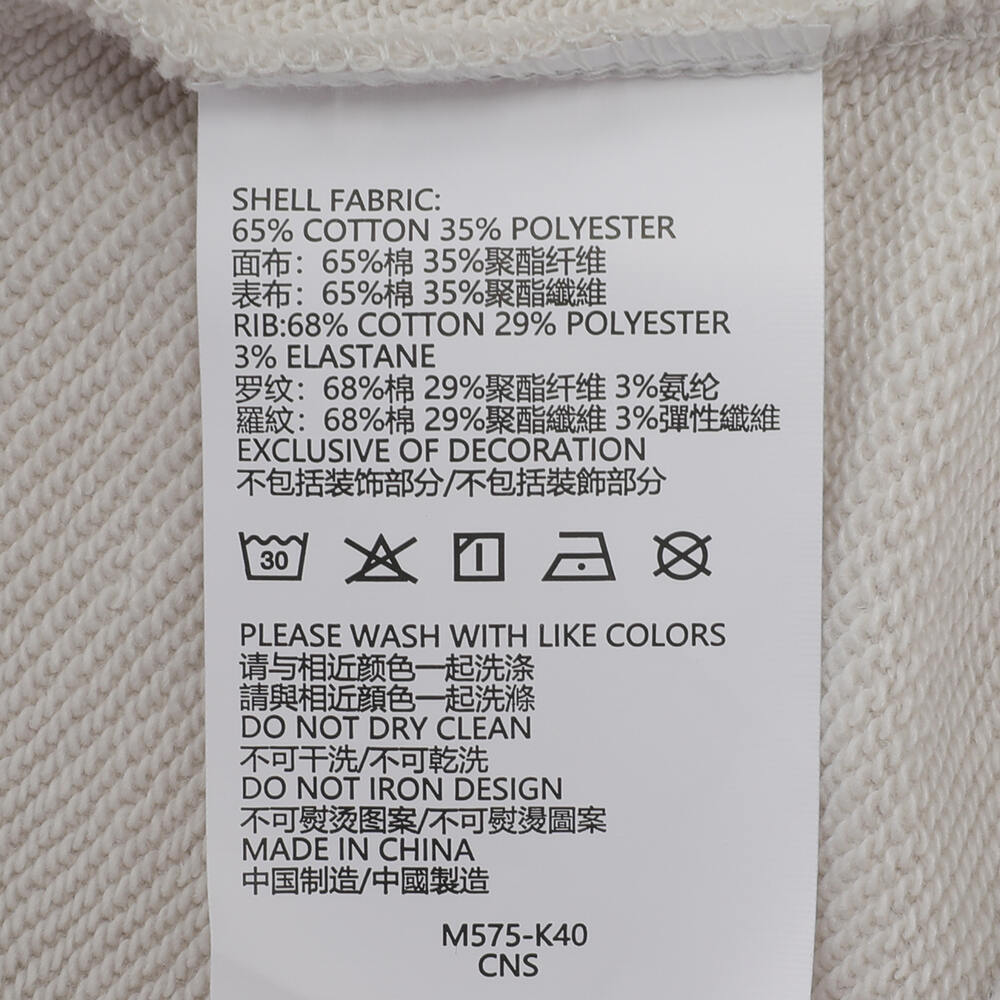 SHELL FABRIC:
65% COTTON 35% POLYESTER
面布：65%棉 35%聚酯纤维
表布：65%棉 35%聚酯纖維
RIB:68% COTTON 29% POLYESTER
3% ELASTANE
罗纹：68%棉 29%聚酯纤维 3%氨纶
羅紋：68%棉 29%聚酯纖維 3%彈性纖維
EXCLUSIVE OF DECORATION
不包括装饰部分/不包括裝飾部分
30
PLEASE WASH WITH LIKE COLORS
请与相近颜色一起洗涤
請與相近顏色一起洗滌
DO NOT DRY CLEAN
不可干洗/不可乾洗
DO NOT IRON DESIGN
不可熨烫图案/不可熨燙圖案
MADE IN CHINA
中国制造/中國製造
M575-K40
CNS